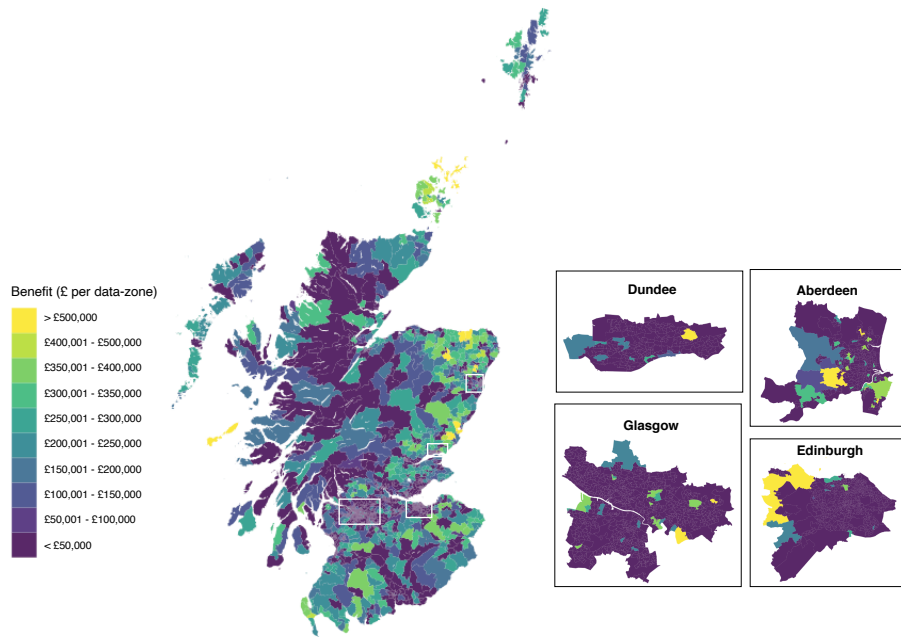 Benefit (£ per data-zone)
> £500,000
£400,001 - £500,000
£350,001 - £400,000
£300,001 - £350,000
£250,001 - £300,000
£200,001 - £250,000
£150,001 - £200,000
£100,001 - £150,000
£50,001 - £100,000
< £50,000
Dundee
Aberdeen
Glasgow
Edinburgh